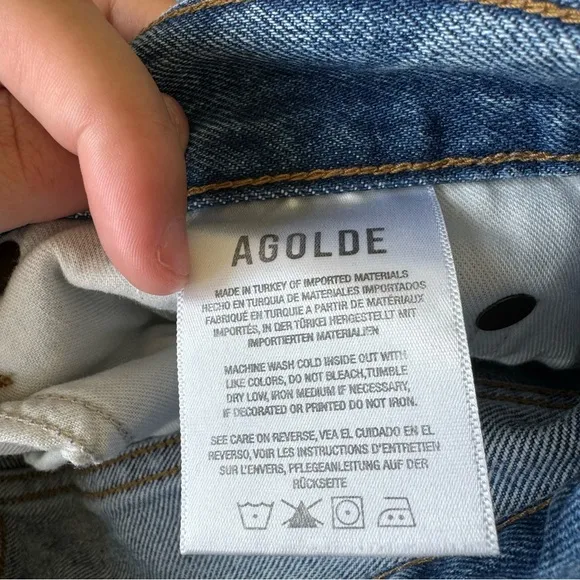 AGOLDE
MADE IN TURKEY OF IMPORTED MATERIALS
HECHO EN TURQUIA DE MATERIALES IMPORTADOS
FABRIQUÉ EN TURQUIE A PARTIR DE MATÉRIAUX
IMPORTÉS, IN DER TÜRKEI HERGESTELLT MIT
IMPORTIERTEN MATERIALIEN
MACHINE WASH COLD INSIDE OUT WITH
LIKE COLORS, DO NOT BLEACH, TUMBLE
DRY LOW, IRON MEDIUM IF NECESSARY,
IF DECORATED OR PRINTED DO NOT IRON.
SEE CARE ON REVERSE, VEA EL CUIDADO EN EL
REVERSO, VOIR LES INSTRUCTIONS D'ENTRETIEN
SUR L'ENVERS, PFLEGEANLEITUNG AUF DER
RÜCKSEITE